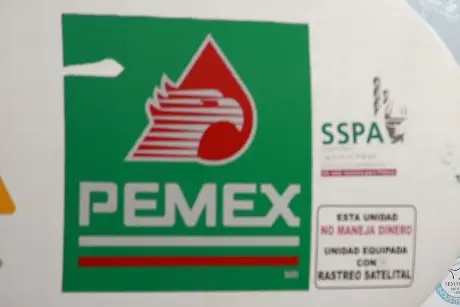 PEMEX
SSPA
ESTA UNIDAD
NO MANEJA DINERO
UNIDAD EQUIPADA
CON
RASTREO SATELITAL